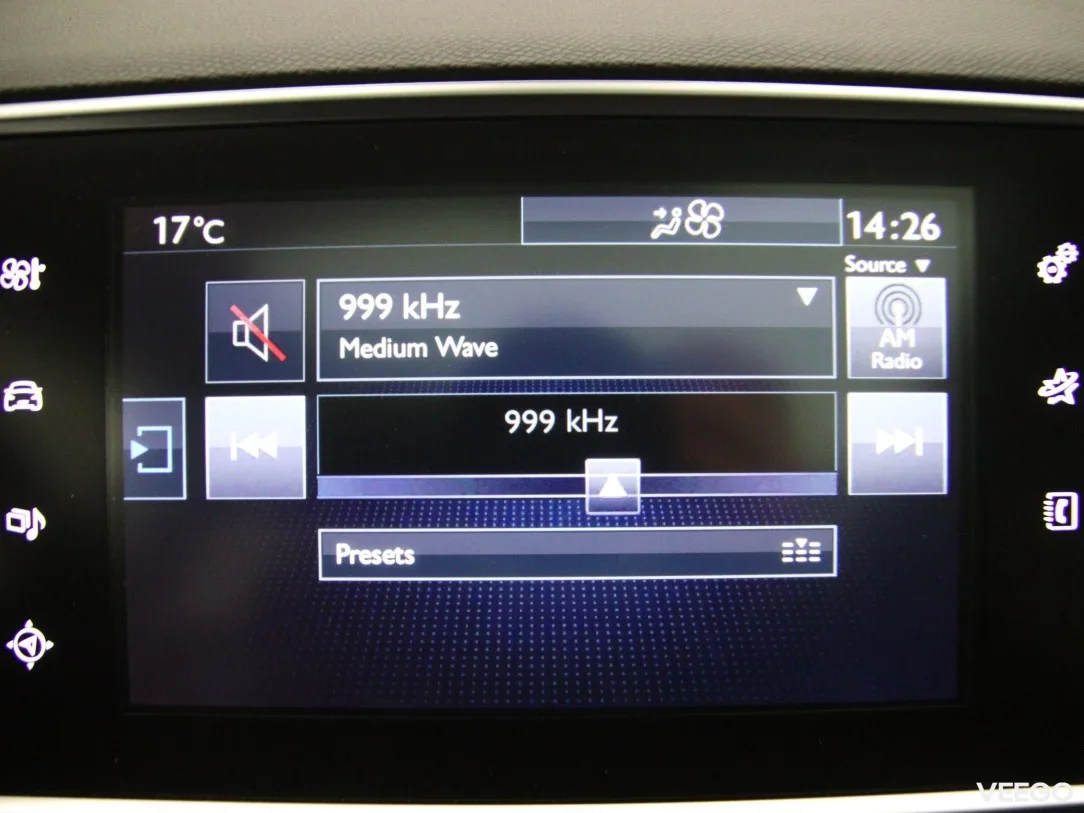 17°C
14:26
Source
999 kHz
Medium Wave
AM
Radio
999 kHz
Presets
VEEGO